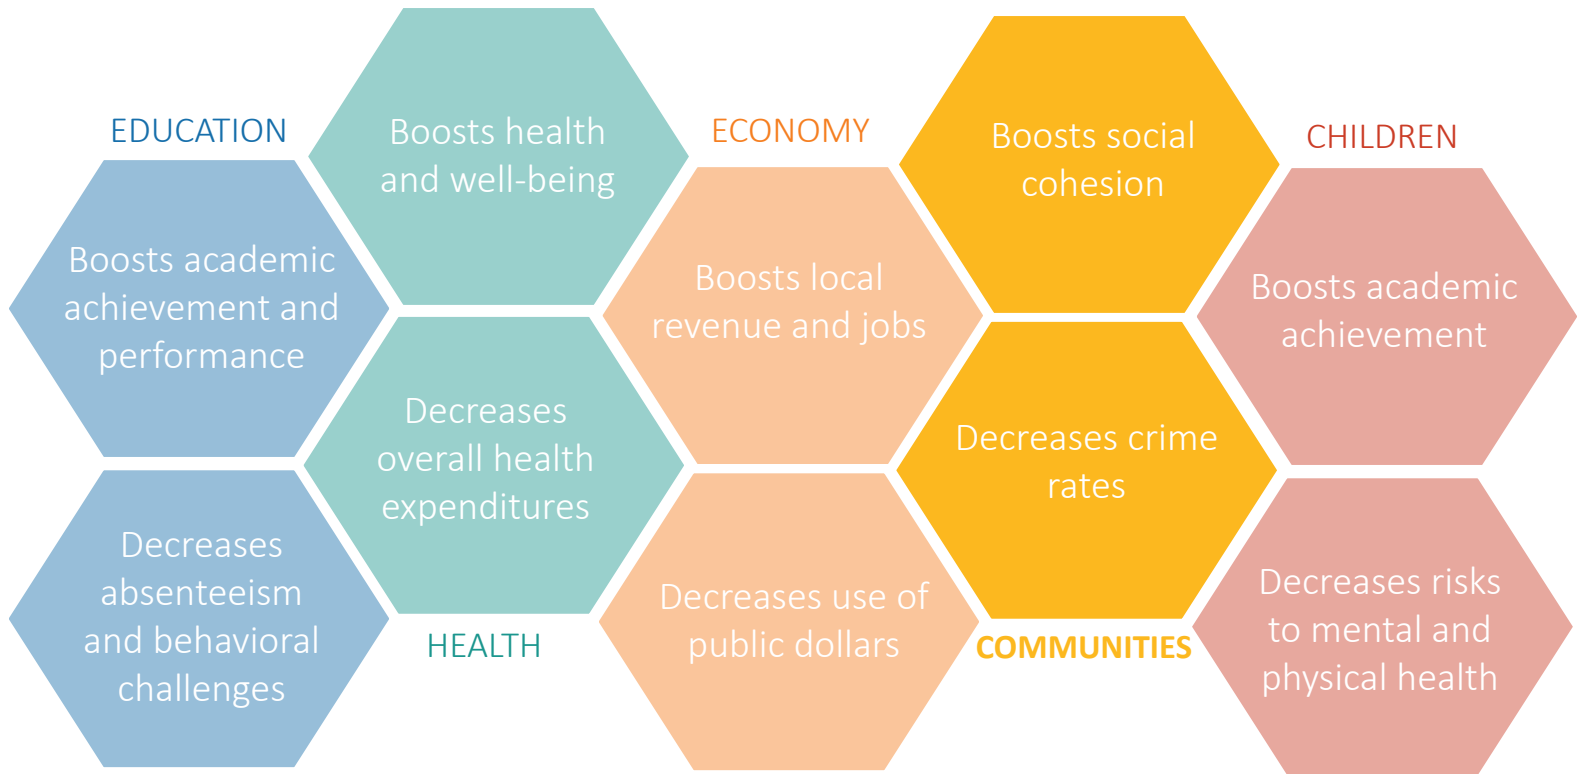 EDUCATION
Boosts academic
achievement and
performance
Decreases
absenteeism
and behavioral
challenges
Boosts health
and well-being
Decreases
overall health
expenditures
HEALTH
ECONOMY
Boosts local
revenue and jobs
Decreases use of
public dollars
Boosts social
cohesion
Decreases crime
rates
COMMUNITIES
CHILDREN
Boosts academic
achievement
Decreases risks
to mental and
physical health